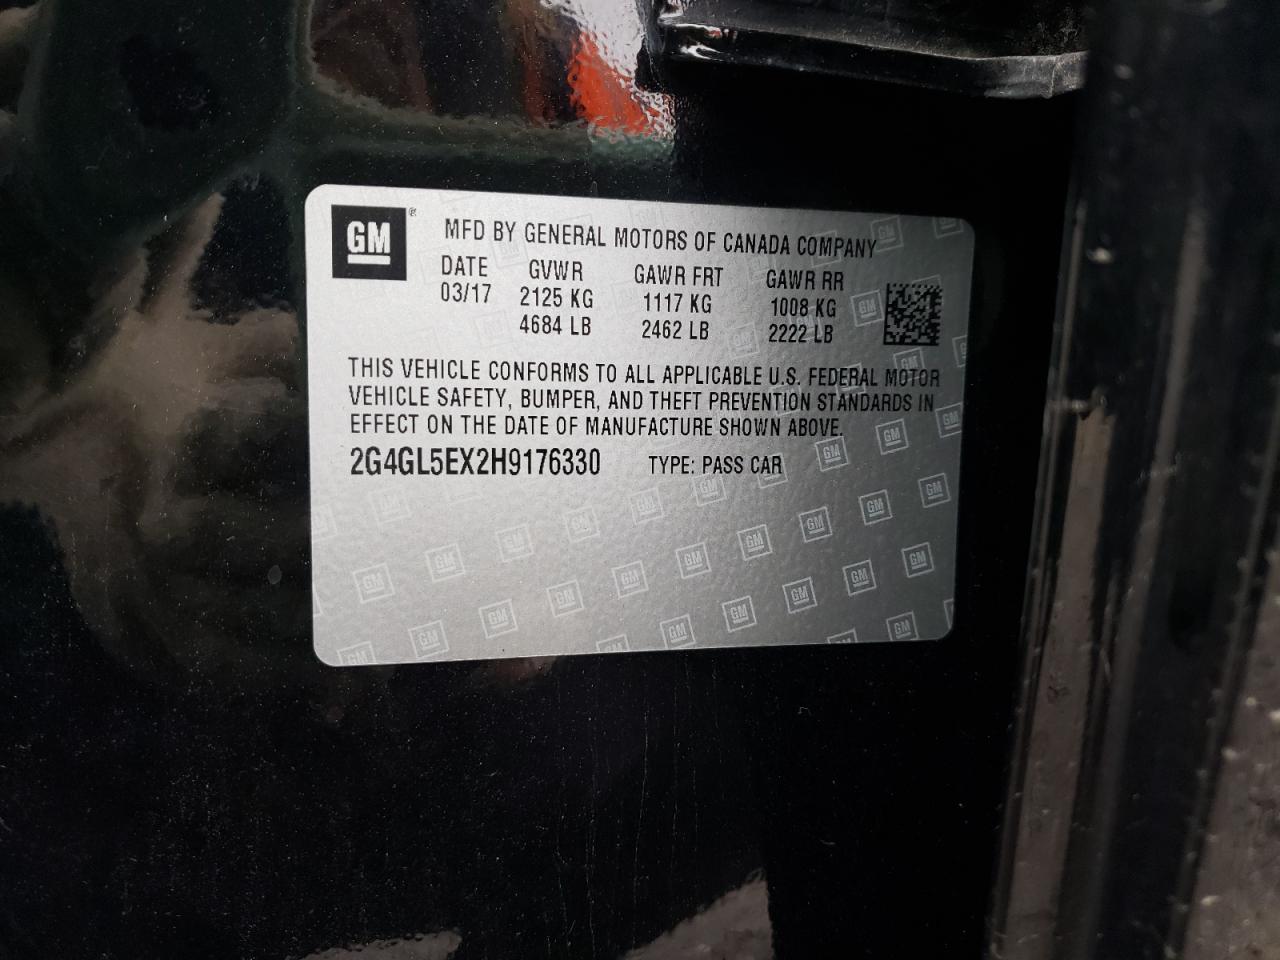 GM ®
MFD BY GENERAL MOTORS OF CANADA COMPANY
DATE GVWR GAWR FRT GAWR RR
03/17 2125 KG 1117 KG 1008 KG
4684 LB 2462 LB 2222 LB
THIS VEHICLE CONFORMS TO ALL APPLICABLE U.S. FEDERAL MOTOR
VEHICLE SAFETY, BUMPER, AND THEFT PREVENTION STANDARDS IN
EFFECT ON THE DATE OF MANUFACTURE SHOWN ABOVE.
2G4GL5EX2H9176330 TYPE: PASS CAR